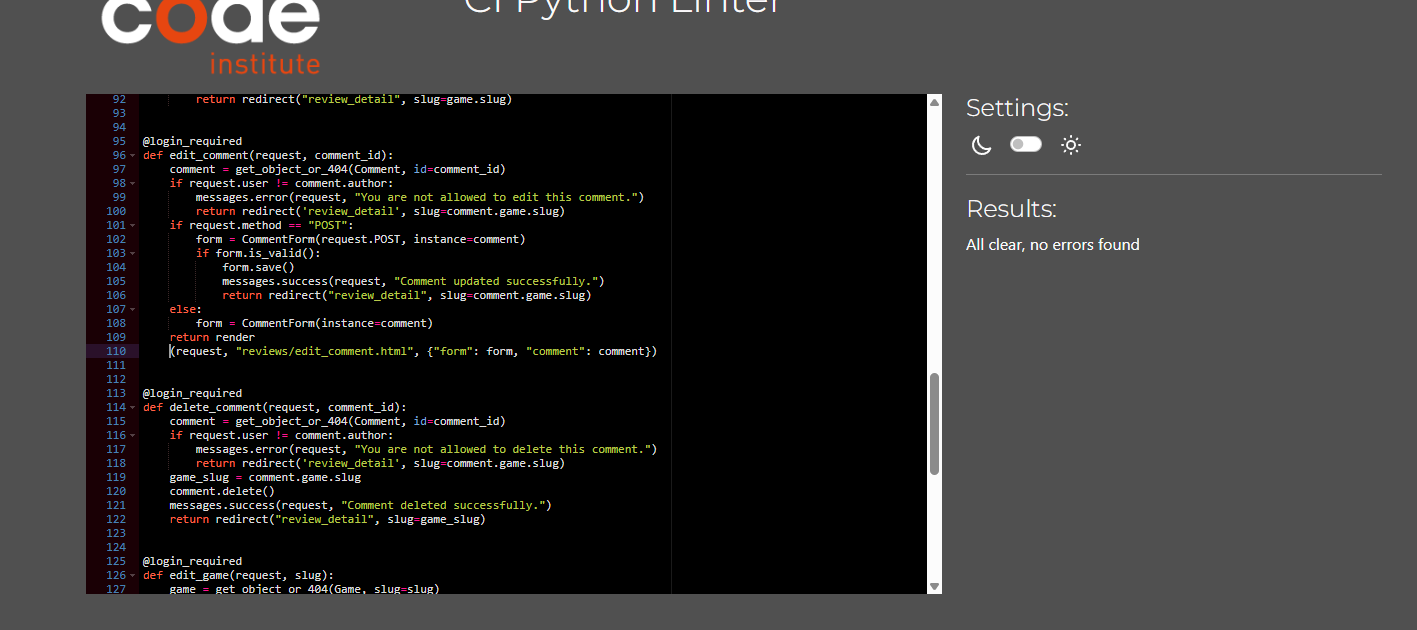 code
institute
CI Python Linter
92 return redirect("review_detail", slug=game.slug)
93
94
95 @login_required
96 def edit_comment(request, comment_id):
97 comment = get_object_or_404(Comment, id=comment_id)
98 if request.user != comment.author:
99 messages.error(request, "You are not allowed to edit this comment.")
100 return redirect('review_detail', slug=comment.game.slug)
101 if request.method == "POST":
102 form = CommentForm(request.POST, instance=comment)
103 if form.is_valid():
104 form.save()
105 messages.success(request, "Comment updated successfully.")
106 return redirect("review_detail", slug=comment.game.slug)
107 else:
108 form = CommentForm(instance=comment)
109 return render
110 (request, "reviews/edit_comment.html", {"form": form, "comment": comment})
111
112
113 @login_required
114 def delete_comment(request, comment_id):
115 comment = get_object_or_404(Comment, id=comment_id)
116 if request.user != comment.author:
117 messages.error(request, "You are not allowed to delete this comment.")
118 return redirect('review_detail', slug=comment.game.slug)
119 game_slug = comment.game.slug
120 comment.delete()
121 messages.success(request, "Comment deleted successfully.")
122 return redirect("review_detail", slug=game_slug)
123
124
125 @login_required
126 def edit_game(request, slug):
127 game = get_object_or_404(Game, slug=slug)
Settings:
Results:
All clear, no errors found